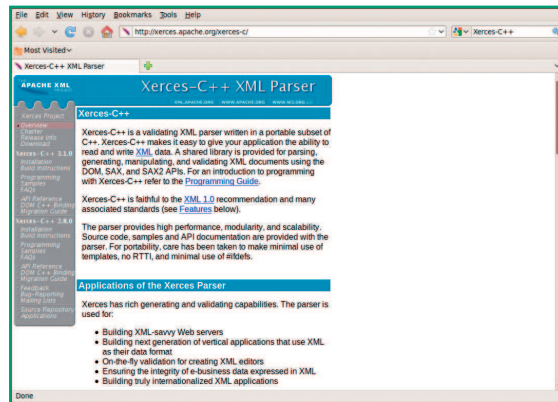 File Edit View History Bookmarks Tools Help
http://xerces.apache.org/xerces-c/
Xerces-C++
Most Visited
Xerces-C++ XML Parser
APACHE XML
Xerces-C++ XML Parser
XML.APACHE.ORG WWW.APACHE.ORG WWW.W3.ORG
Xerces Project
Overview
Charter
Release Info
Download
Xerces-C++ 3.1.0
Installation
Build Instructions
Programming
Samples
FAQs
API Reference
DOM C++ Binding
Migration Guide
Xerces-C++ 2.8.0
Installation
Build Instructions
Programming
Samples
FAQs
API Reference
DOM C++ Binding
Migration Guide
Feedback
Bug-Reporting
Mailing Lists
Source Repository
Applications
Xerces-C++
Xerces-C++ is a validating XML parser written in a portable subset of
C++. Xerces-C++ makes it easy to give your application the ability to
read and write XML data. A shared library is provided for parsing,
generating, manipulating, and validating XML documents using the
DOM, SAX, and SAX2 APIs. For an introduction to programming
with Xerces-C++ refer to the Programming Guide.
Xerces-C++ is faithful to the XML 1.0 recommendation and many
associated standards (see Features below).
The parser provides high performance, modularity, and scalability.
Source code, samples and API documentation are provided with the
parser. For portability, care has been taken to make minimal use of
templates, no RTTI, and minimal use of #ifdefs.
Applications of the Xerces Parser
Xerces has rich generating and validating capabilities. The parser is
used for:
• Building XML-savvy Web servers
• Building next generation of vertical applications that use XML
as their data format
• On-the-fly validation for creating XML editors
• Ensuring the integrity of e-business data expressed in XML
• Building truly internationalized XML applications
Done